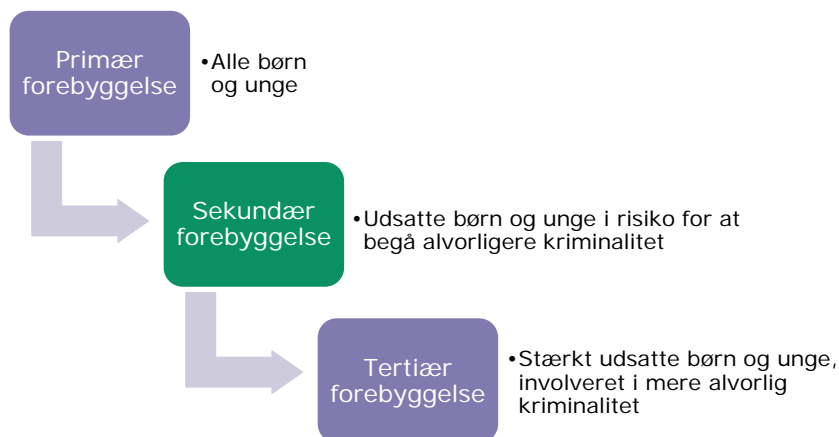 Primær
forebyggelse
•Alle børn
og unge
Sekundær
forebyggelse
•Udsatte børn og unge i risiko for at
begå alvorligere kriminalitet
Tertiær
forebyggelse
•Stærkt udsatte børn og unge,
involveret i mere alvorlig
kriminalitet